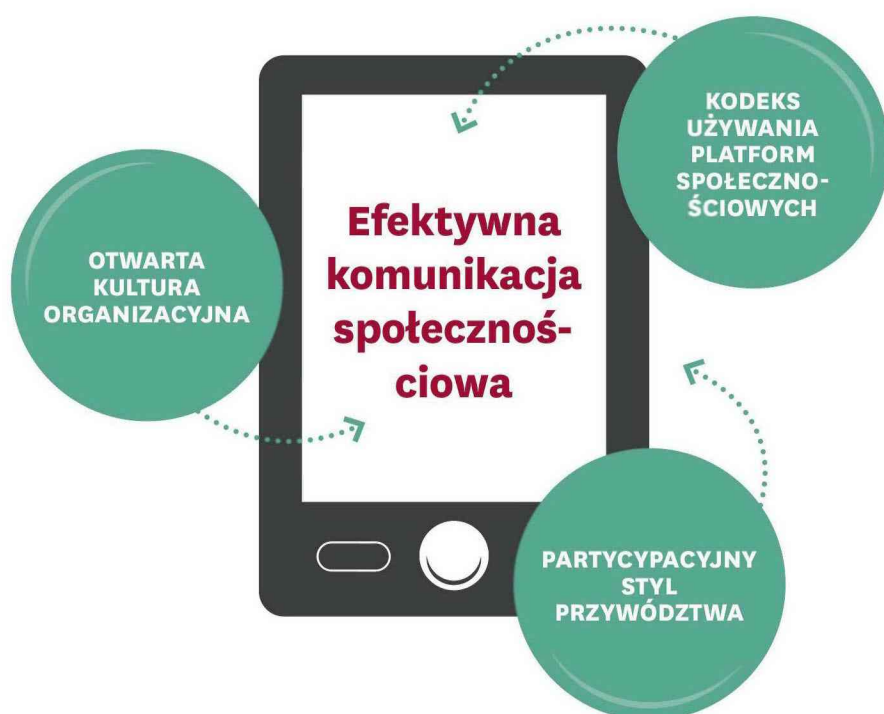 KODEKS
UŻYWANIA
PLATFORM
SPOŁECZNO-
ŚCIOWYCH
Efektywna
komunikacja
społecznoś-
ciowa
OTWARTA
KULTURA
ORGANIZACYJNA
PARTYCYPACYJNY
STYL
PRZYWÓDZTWA